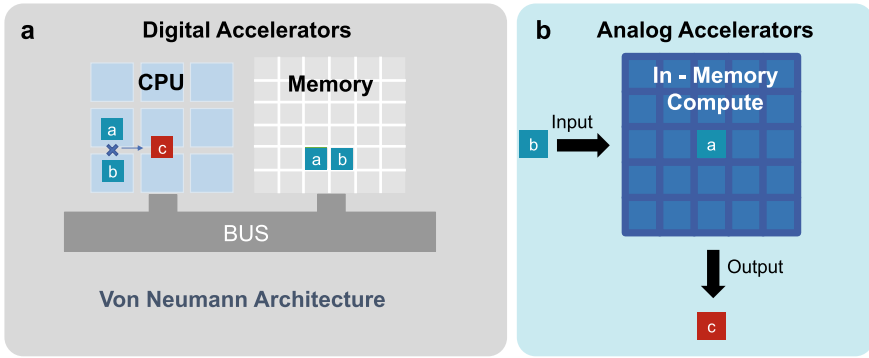 a
Digital Accelerators
CPU
Memory
a
b
c
a b
BUS
Von Neumann Architecture
b
Analog Accelerators
In - Memory
Compute
Input
b
a
Output
c